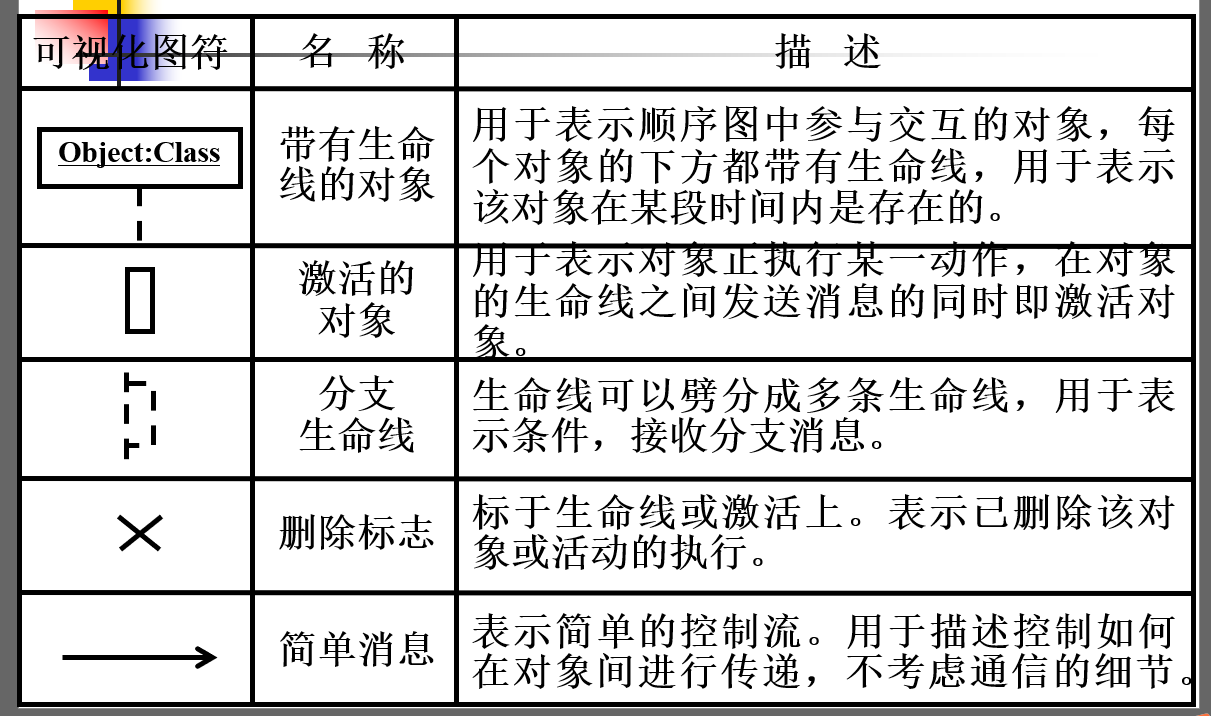 可视化图符 名 称 描 述
Object:Class
带有生命
线的对象
用于表示顺序图中参与交互的对象，每
个对象的下方都带有生命线，用于表示
该对象在某段时间内是存在的。
激活的
对象
用于表示对象正执行某一动作，在对象
的生命线之间发送消息的同时即激活对
象。
分支
生命线
生命线可以劈分成多条生命线，用于表
示条件，接收分支消息。
删除标志
标于生命线或激活上。表示已删除该对
象或活动的执行。
简单消息
表示简单的控制流。用于描述控制如何
在对象间进行传递，不考虑通信的细节。